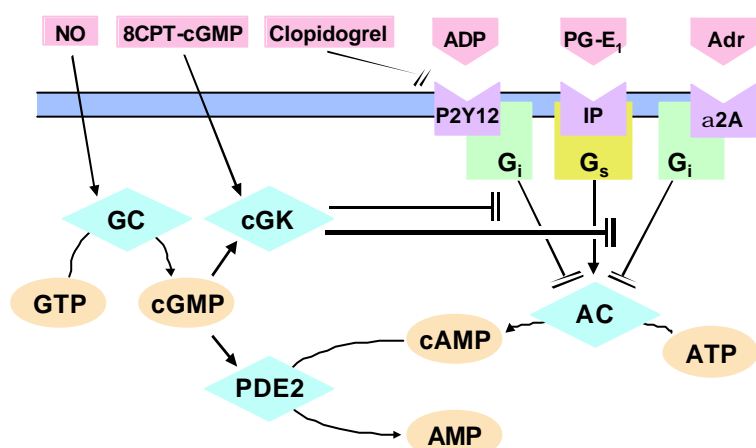 NO
8CPT-cGMP
Clopidogrel
ADP
PG-E1
Adr
P2Y12
IP
a2A
Gi
Gs
Gi
GC
cGK
GTP
cGMP
AC
cAMP
ATP
PDE2
AMP